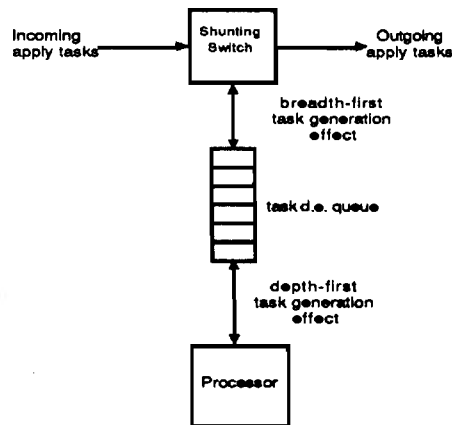 Incoming
apply tasks
Shunting
Switch
Outgoing
apply tasks
breadth-first
task generation
effect
task d.e. queue
depth-first
task generation
effect
Processor